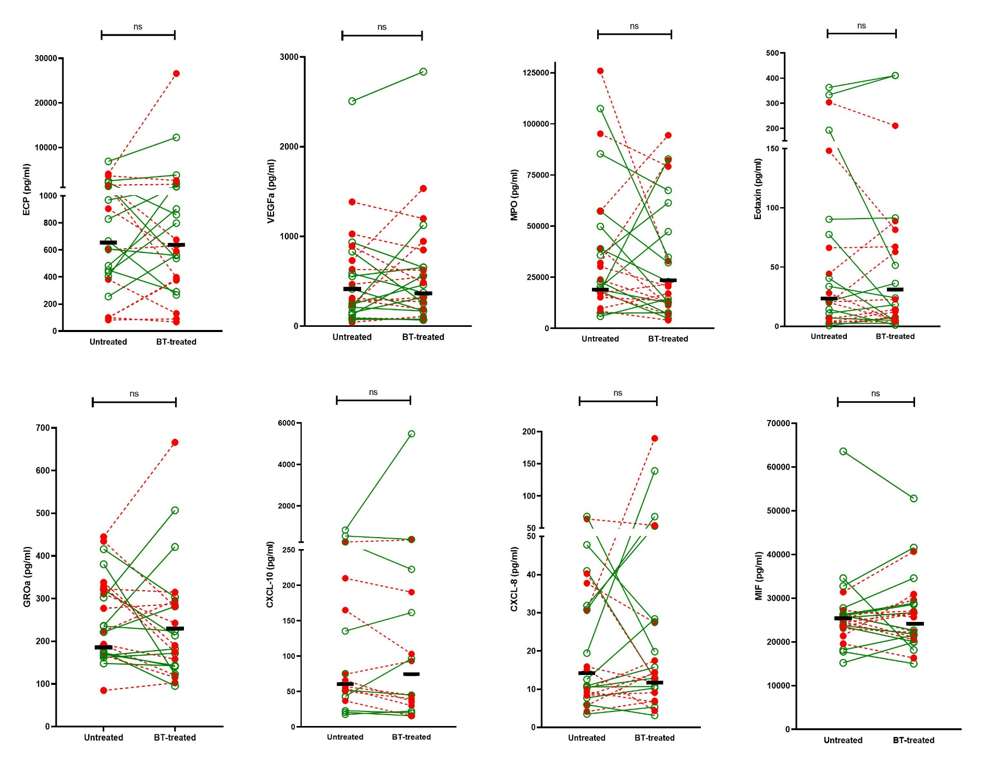 ns
ns
ns
ns
ECP (pg/ml)
30000
20000
10000
1000
800
600
400
200
0
Untreated BT-treated
VEGFa (pg/ml)
3000
2000
1000
0
Untreated BT-treated
MPO (pg/ml)
125000
100000
75000
50000
25000
0
Untreated BT-treated
Eotaxin (pg/ml)
500
400
300
200
150
100
50
0
Untreated BT-treated
ns
ns
ns
ns
GROa (pg/ml)
700
600
500
400
300
200
100
0
Untreated BT-treated
CXCL-10 (pg/ml)
6000
4000
2000
250
200
150
100
50
0
Untreated BT-treated
CXCL-8 (pg/ml)
200
150
100
50
50
40
30
20
10
0
Untreated BT-treated
MIF (pg/ml)
70000
60000
50000
40000
30000
20000
10000
0
Untreated BT-treated